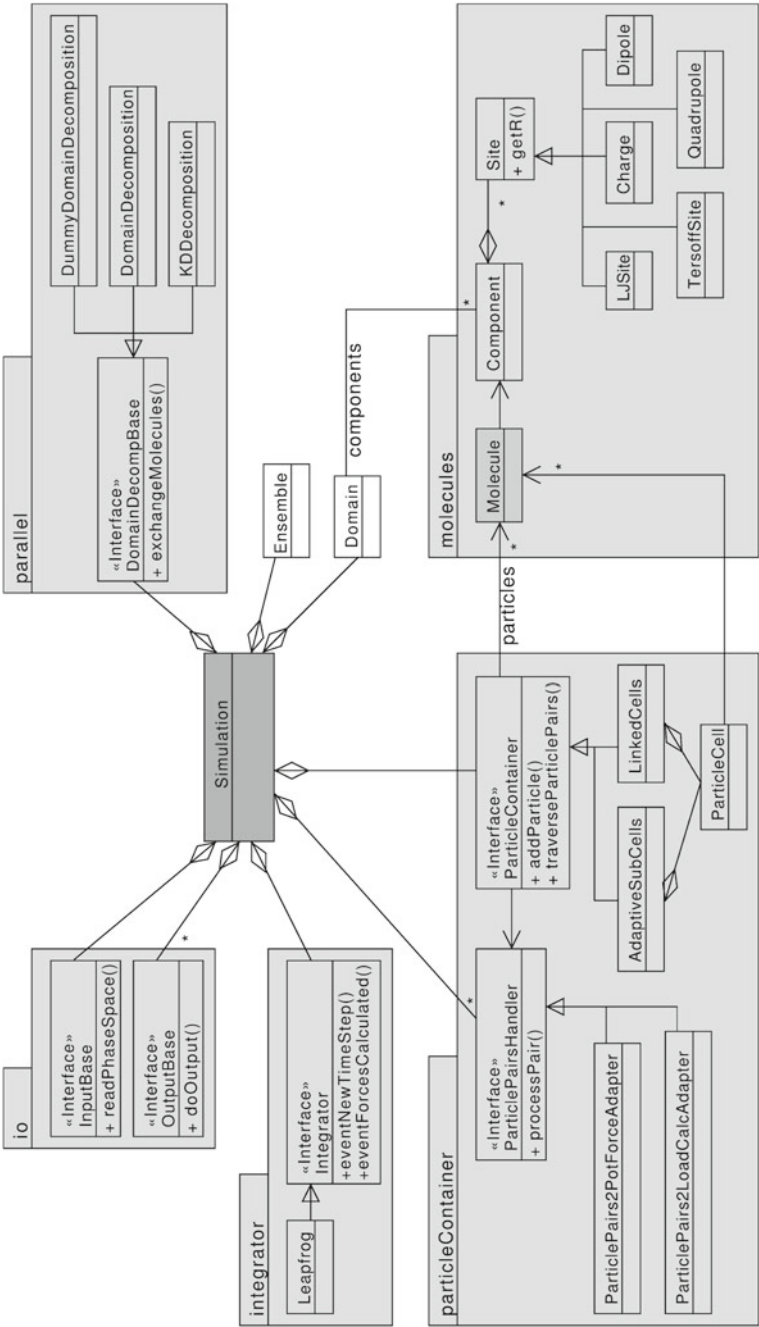 io
«Interface»
InputBase
+ readPhaseSpace()
«Interface»
OutputBase
+ doOutput()
*
Simulation
parallel
«Interface»
DomainDecompBase
+ exchangeMolecules()
DummyDomainDecomposition
DomainDecomposition
KDDecomposition
integrator
Leapfrog
«Interface»
Integrator
+eventNewTimeStep()
+eventForcesCalculated()
Ensemble
Domain
components
*
particleContainer
«Interface»
ParticlePairsHandler
+ processPair()
*
«Interface»
ParticleContainer
+ addParticle()
+ traverseParticlePairs()
particles
*
ParticlePairs2PotForceAdapter
ParticlePairs2LoadCalcAdapter
AdaptiveSubCells
LinkedCells
ParticleCell
molecules
Molecule
*
Component
*
Site
+ getR()
LJSite
Charge
Dipole
TersoffSite
Quadrupole